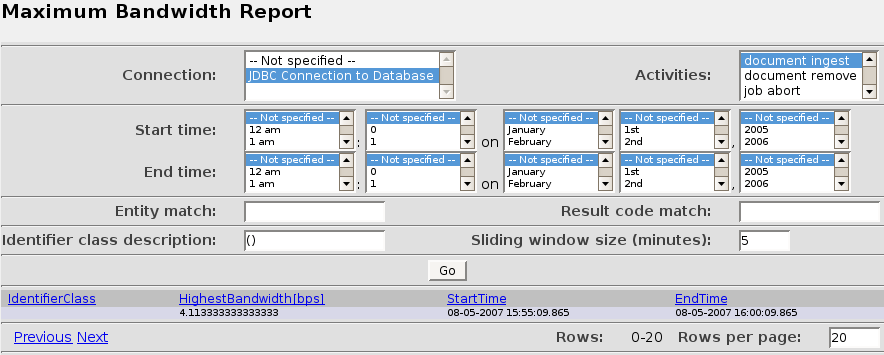 Maximum Bandwidth Report
Connection: -- Not specified -- Activities: document ingest
JDBC Connection to Database document remove
job abort
Start time: -- Not specified -- -- Not specified -- -- Not specified -- -- Not specified -- -- Not specified --
12 am 0 January 1st 2005
1 am : 1 on February 2nd , 2006
End time: -- Not specified -- -- Not specified -- -- Not specified -- -- Not specified -- -- Not specified --
12 am 0 January 1st 2005
1 am : 1 on February 2nd , 2006
Entity match: Result code match:
Identifier class description: () Sliding window size (minutes): 5
Go
IdentifierClass HighestBandwidth[bps] StartTime EndTime
4.113333333333333 08-05-2007 15:55:09.865 08-05-2007 16:00:09.865
Previous Next Rows: 0-20 Rows per page: 20